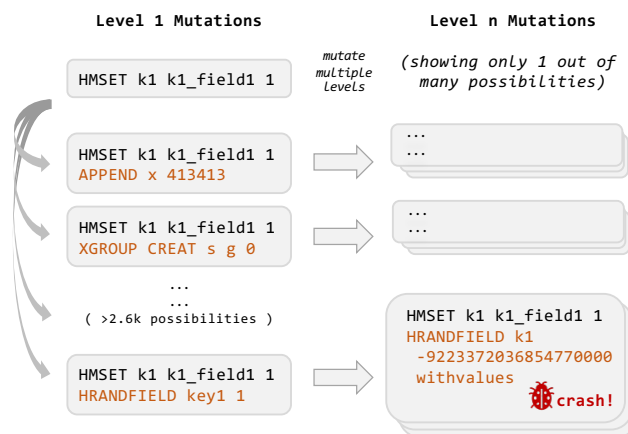 Level 1 Mutations
HMSET k1 k1_field1 1
HMSET k1 k1_field1 1
APPEND x 413413
HMSET k1 k1_field1 1
XGROUP CREAT s g 0
...
...
( >2.6k possibilities )
HMSET k1 k1_field1 1
HRANDFIELD key1 1
mutate
multiple
levels
Level n Mutations
(showing only 1 out of
many possibilities)
...
...
...
...
HMSET k1 k1_field1 1
HRANDFIELD k1
-9223372036854770000
withvalues
crash!